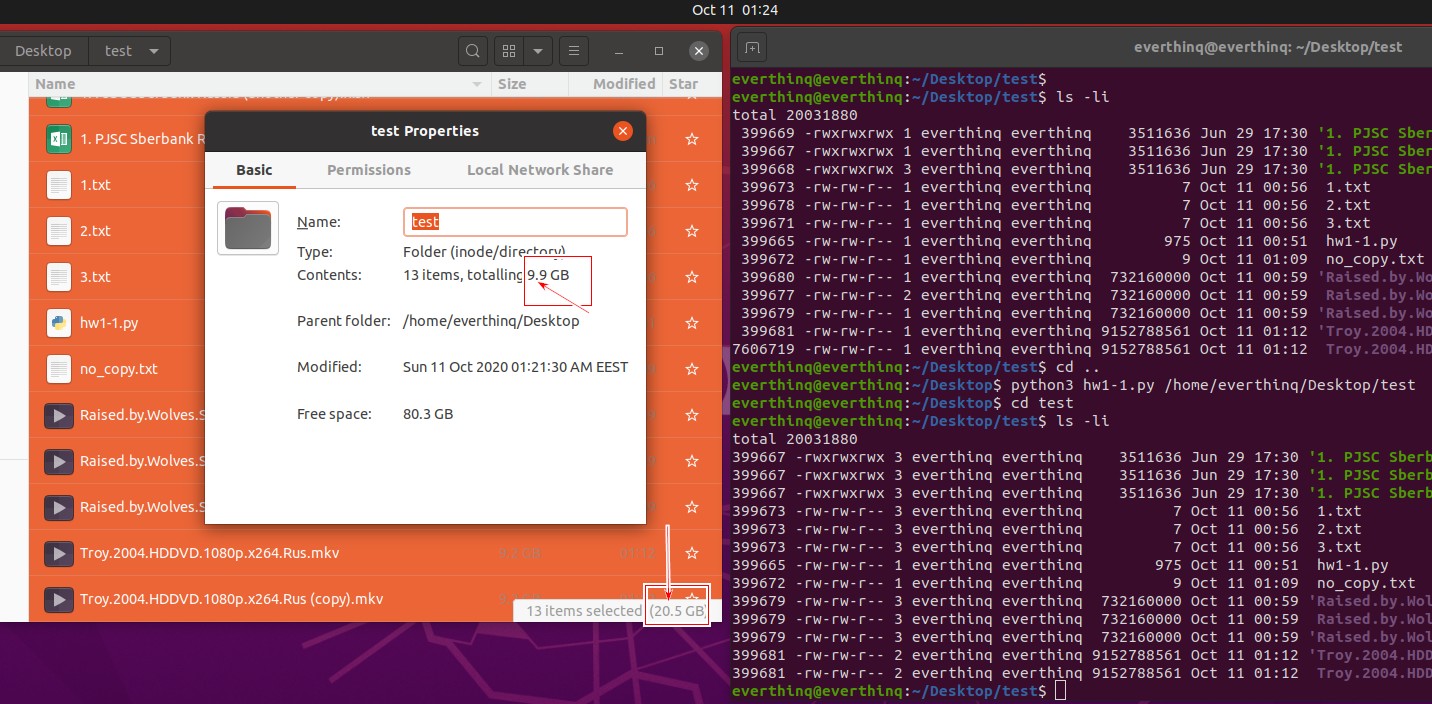 Oct 11 01:24
Desktop
test
Name
Size
Modified
Star
1. PJSC Sberbank R
1.txt
2.txt
3.txt
hw1-1.py
no_copy.txt
Raised.by.Wolves.S
Raised.by.Wolves.S
Raised.by.Wolves.S
Troy.2004.HDDVD.1080p.x264.Rus.mkv
Troy.2004.HDDVD.1080p.x264.Rus (copy).mkv
13 items selected (20.5 GB)
test Properties
Basic
Permissions
Local Network Share
Name:
test
Type:
Folder (inode/directory)
Contents:
13 items, totalling 9.9 GB
Parent folder:
/home/everthinq/Desktop
Modified:
Sun 11 Oct 2020 01:21:30 AM EEST
Free space:
80.3 GB
everthinq@everthinq: ~/Desktop/test
everthinq@everthinq:~/Desktop/test$
everthinq@everthinq:~/Desktop/test$ ls -li
total 20031880
399669 -rwxrwxrwx 1 everthinq everthinq 3511636 Jun 29 17:30 '1. PJSC Sber
399667 -rwxrwxrwx 1 everthinq everthinq 3511636 Jun 29 17:30 '1. PJSC Sber
399668 -rwxrwxrwx 3 everthinq everthinq 3511636 Jun 29 17:30 '1. PJSC Sber
399673 -rw-rw-r-- 1 everthinq everthinq 7 Oct 11 00:56 1.txt
399678 -rw-rw-r-- 1 everthinq everthinq 7 Oct 11 00:56 2.txt
399671 -rw-rw-r-- 1 everthinq everthinq 7 Oct 11 00:56 3.txt
399665 -rw-rw-r-- 1 everthinq everthinq 975 Oct 11 00:51 hw1-1.py
399672 -rw-rw-r-- 1 everthinq everthinq 9 Oct 11 01:09 no_copy.txt
399680 -rw-rw-r-- 1 everthinq everthinq 732160000 Oct 11 00:59 'Raised.by.Wo
399677 -rw-rw-r-- 2 everthinq everthinq 732160000 Oct 11 00:59 Raised.by.Wo
399679 -rw-rw-r-- 1 everthinq everthinq 732160000 Oct 11 00:59 'Raised.by.Wo
399681 -rw-rw-r-- 1 everthinq everthinq 9152788561 Oct 11 01:12 'Troy.2004.HD
7606719 -rw-rw-r-- 1 everthinq everthinq 9152788561 Oct 11 01:12 Troy.2004.HD
everthinq@everthinq:~/Desktop/test$ cd ..
everthinq@everthinq:~/Desktop$ python3 hw1-1.py /home/everthinq/Desktop/test
everthinq@everthinq:~/Desktop$ cd test
everthinq@everthinq:~/Desktop/test$ ls -li
total 20031880
399667 -rwxrwxrwx 3 everthinq everthinq 3511636 Jun 29 17:30 '1. PJSC Sberb
399667 -rwxrwxrwx 3 everthinq everthinq 3511636 Jun 29 17:30 '1. PJSC Sberb
399667 -rwxrwxrwx 3 everthinq everthinq 3511636 Jun 29 17:30 '1. PJSC Sberb
399673 -rw-rw-r-- 3 everthinq everthinq 7 Oct 11 00:56 1.txt
399673 -rw-rw-r-- 3 everthinq everthinq 7 Oct 11 00:56 2.txt
399673 -rw-rw-r-- 3 everthinq everthinq 7 Oct 11 00:56 3.txt
399665 -rw-rw-r-- 1 everthinq everthinq 975 Oct 11 00:51 hw1-1.py
399672 -rw-rw-r-- 1 everthinq everthinq 9 Oct 11 01:09 no_copy.txt
399679 -rw-rw-r-- 3 everthinq everthinq 732160000 Oct 11 00:59 'Raised.by.Wol
399679 -rw-rw-r-- 3 everthinq everthinq 732160000 Oct 11 00:59 Raised.by.Wol
399679 -rw-rw-r-- 3 everthinq everthinq 732160000 Oct 11 00:59 'Raised.by.Wol
399681 -rw-rw-r-- 2 everthinq everthinq 9152788561 Oct 11 01:12 'Troy.2004.HDD
399681 -rw-rw-r-- 2 everthinq everthinq 9152788561 Oct 11 01:12 Troy.2004.HDD
everthinq@everthinq:~/Desktop/test$